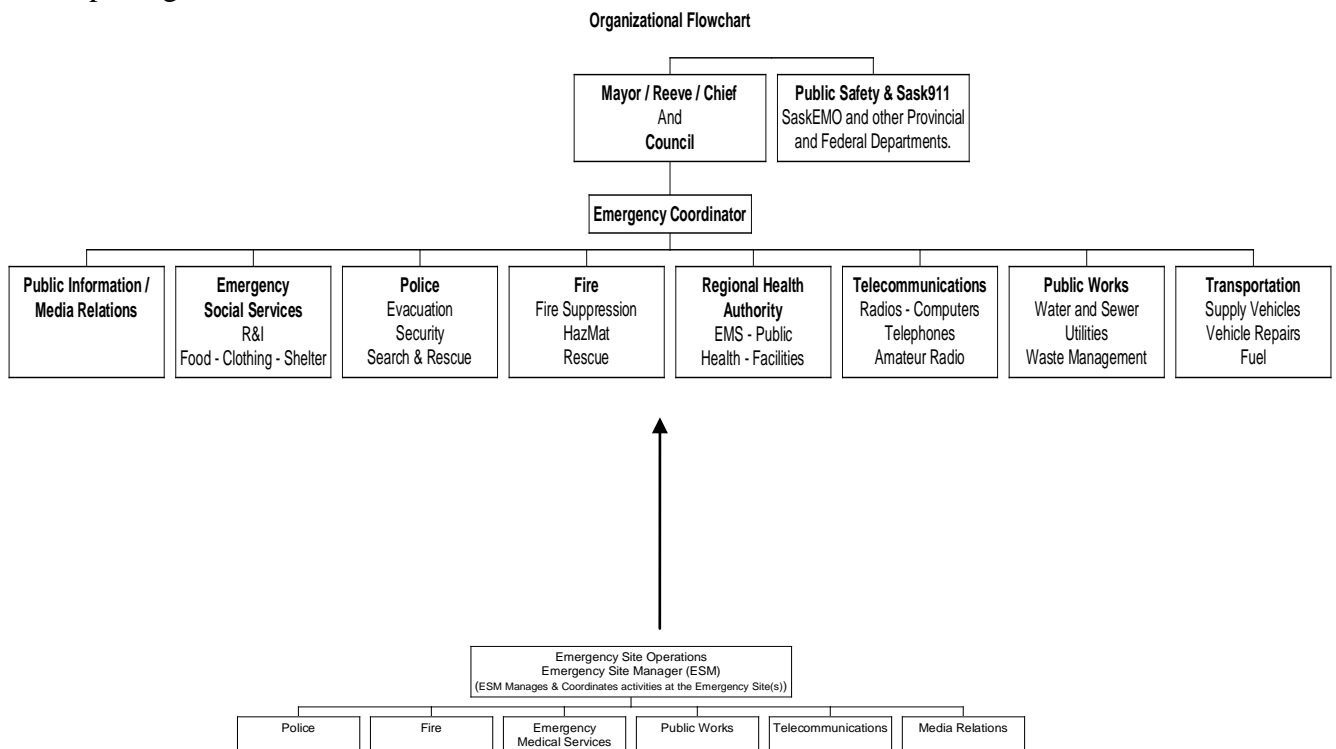 Organizational Flowchart
Mayor / Reeve / Chief
And
Council
Public Safety & Sask911
SaskEMO and other Provincial
and Federal Departments.
Emergency Coordinator
Public Information /
Media Relations
Emergency
Social Services
R&I
Food - Clothing - Shelter
Police
Evacuation
Security
Search & Rescue
Fire
Fire Suppression
HazMat
Rescue
Regional Health
Authority
EMS - Public
Health - Facilities
Telecommunications
Radios - Computers
Telephones
Amateur Radio
Public Works
Water and Sewer
Utilities
Waste Management
Transportation
Supply Vehicles
Vehicle Repairs
Fuel
Emergency Site Operations
Emergency Site Manager (ESM)
(ESM Manages & Coordinates activities at the Emergency Site(s))
Police
Fire
Emergency
Medical Services
Public Works
Telecommunications
Media Relations